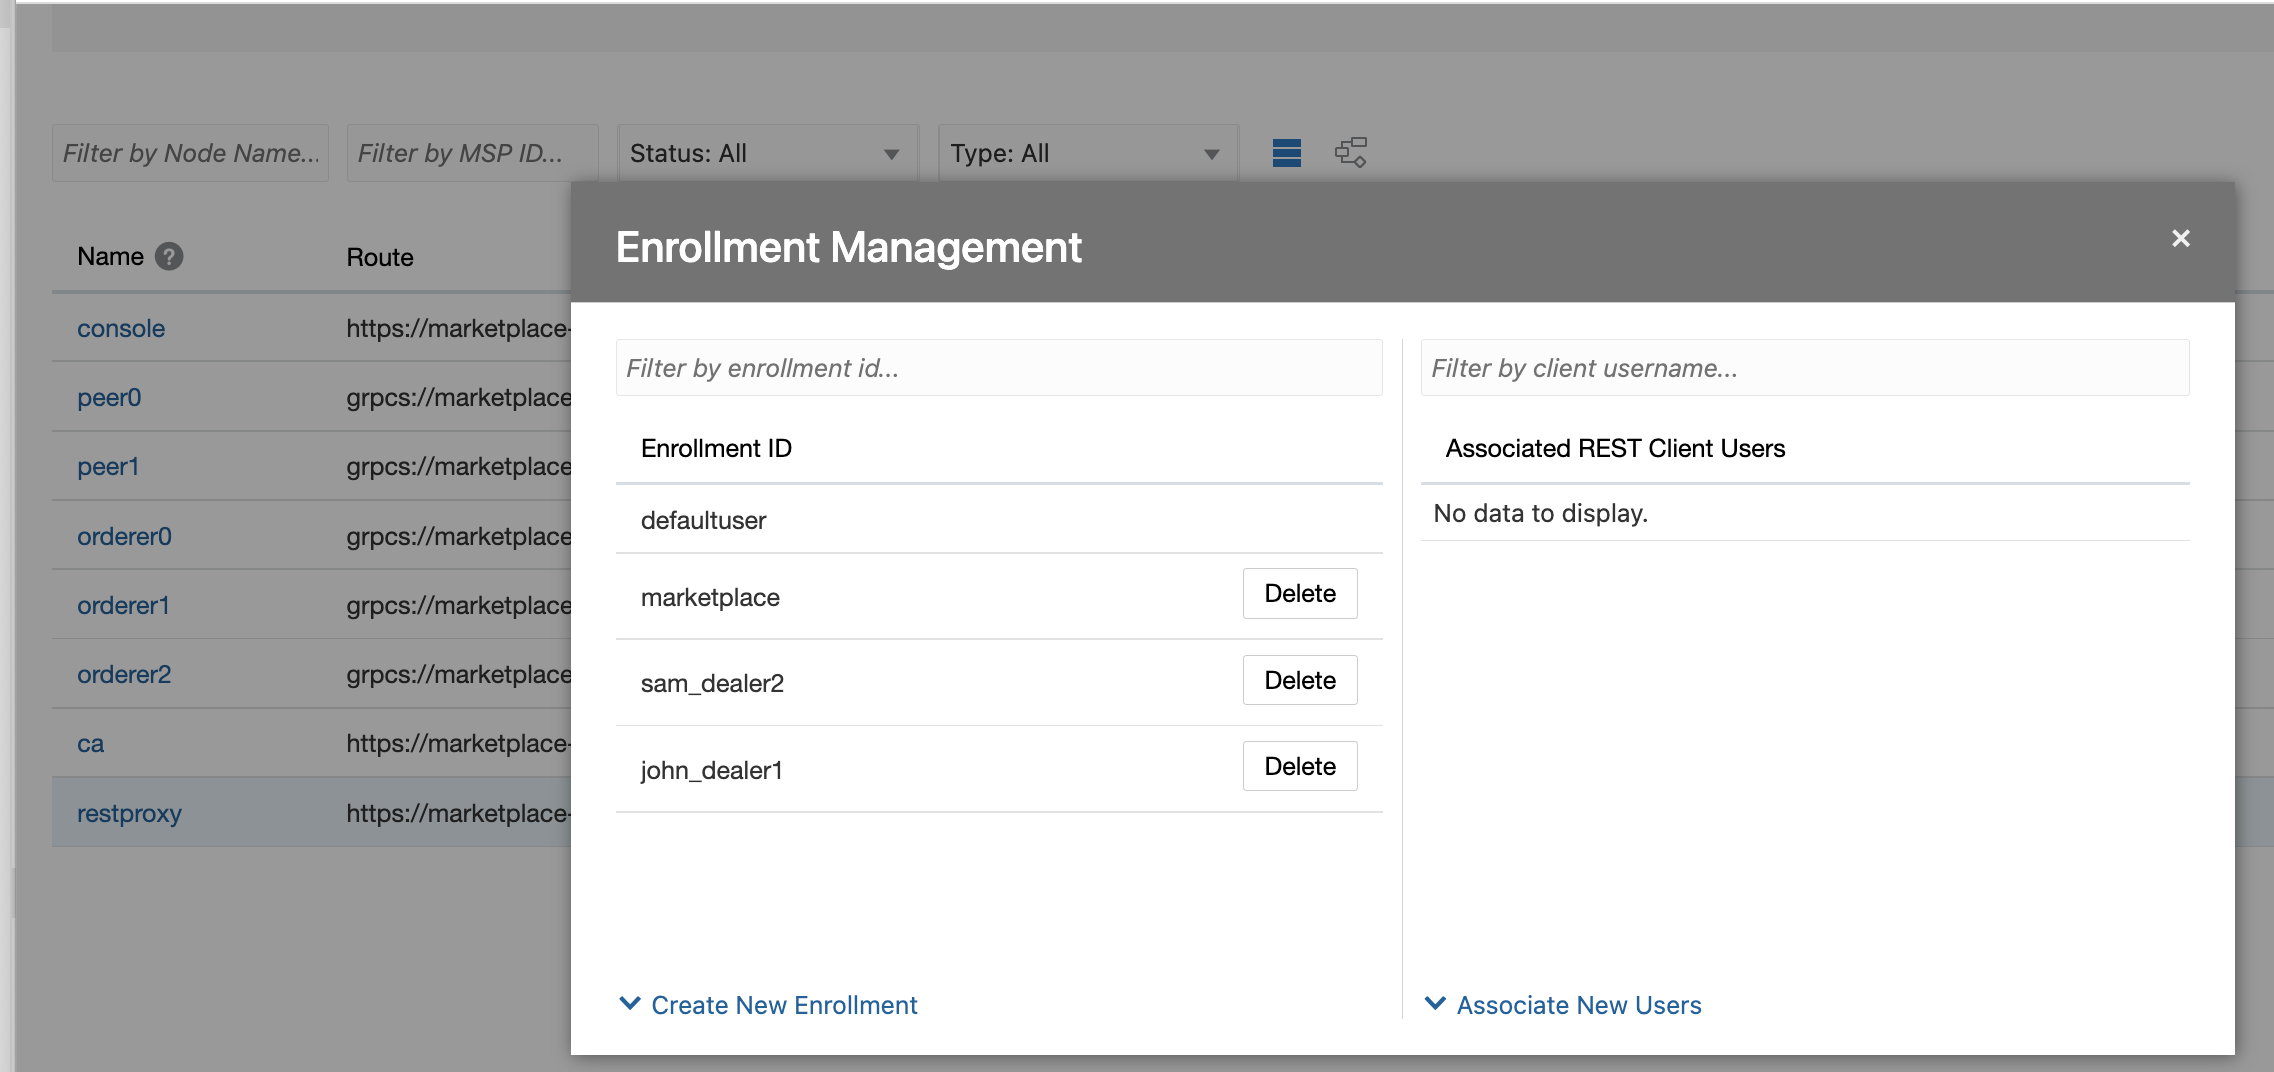 Filter by Node Name...
Filter by MSP ID...
Status: All
Type: All
Name ?
Route
console
https://marketplace-
peer0
grpcs://marketplace
peer1
grpcs://marketplace
orderer0
grpcs://marketplace
orderer1
grpcs://marketplace
orderer2
grpcs://marketplace
ca
https://marketplace-
restproxy
https://marketplace-
Enrollment Management
×
Filter by enrollment id...
Enrollment ID
defaultuser
marketplace
Delete
sam_dealer2
Delete
john_dealer1
Delete
Create New Enrollment
Filter by client username...
Associated REST Client Users
No data to display.
Associate New Users